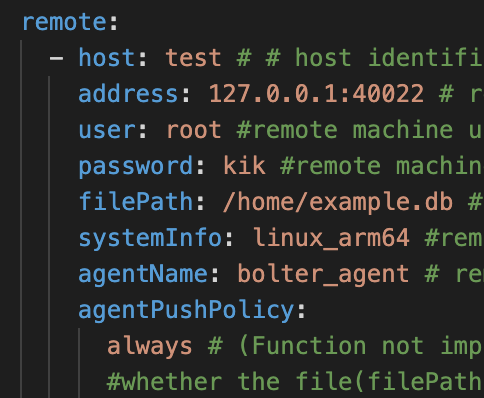 remote:
- host: test # # host identifi
address: 127.0.0.1:40022 # r
user: root #remote machine u
password: kik #remote machin
filePath: /home/example.db #
systemInfo: linux_arm64 #rem
agentName: bolter_agent # re
agentPushPolicy:
always # (Function not imp
#whether the file(filePath